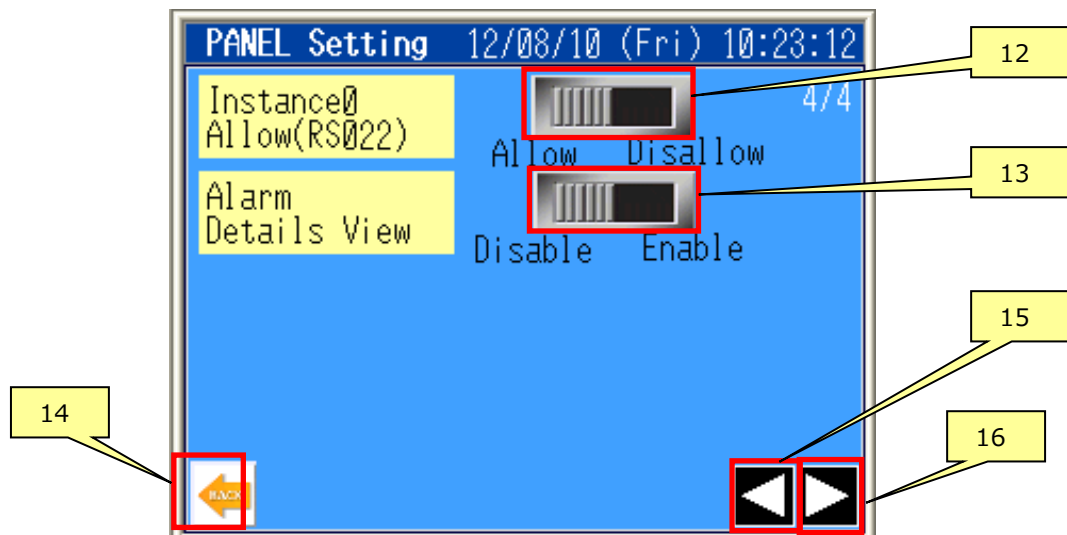 PANEL Setting 12/08/10 (Fri) 10:23:12
12
4/4
Instance0
Allow(RS022)
Allow Disallow
13
Alarm
Details View
Disable Enable
15
14
16
BACK